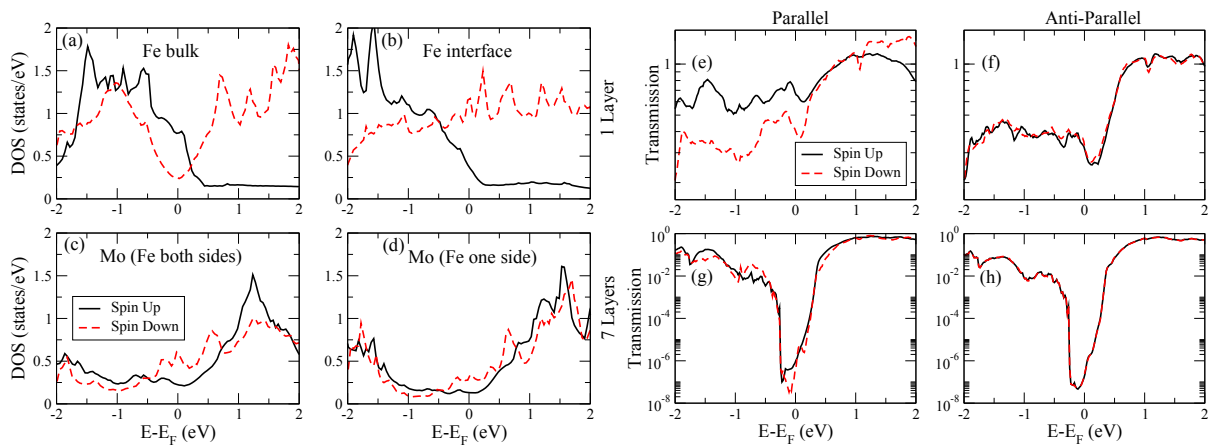 Parallel
Anti-Parallel
2
(a)
Fe bulk
1.5
1
0.5
0
-2
-1
0
1
2
DOS (states/eV)
2
(b)
Fe interface
1.5
1
0.5
0
-2
-1
0
1
2
1 Layer
Transmission
(e)
Spin Up
Spin Down
-2
-1
0
1
2
(f)
-2
-1
0
1
2
2
(c)
Mo (Fe both sides)
1.5
1
0.5
0
Spin Up
Spin Down
-2
-1
0
1
2
DOS (states/eV)
E-EF (eV)
2
(d)
Mo (Fe one side)
1.5
1
0.5
0
-2
-1
0
1
2
E-EF (eV)
7 Layers
Transmission
10^0
10^-2
10^-4
10^-6
10^-8
(g)
-2
-1
0
1
2
E-EF (eV)
10^0
10^-2
10^-4
10^-6
10^-8
(h)
-2
-1
0
1
2
E-EF (eV)